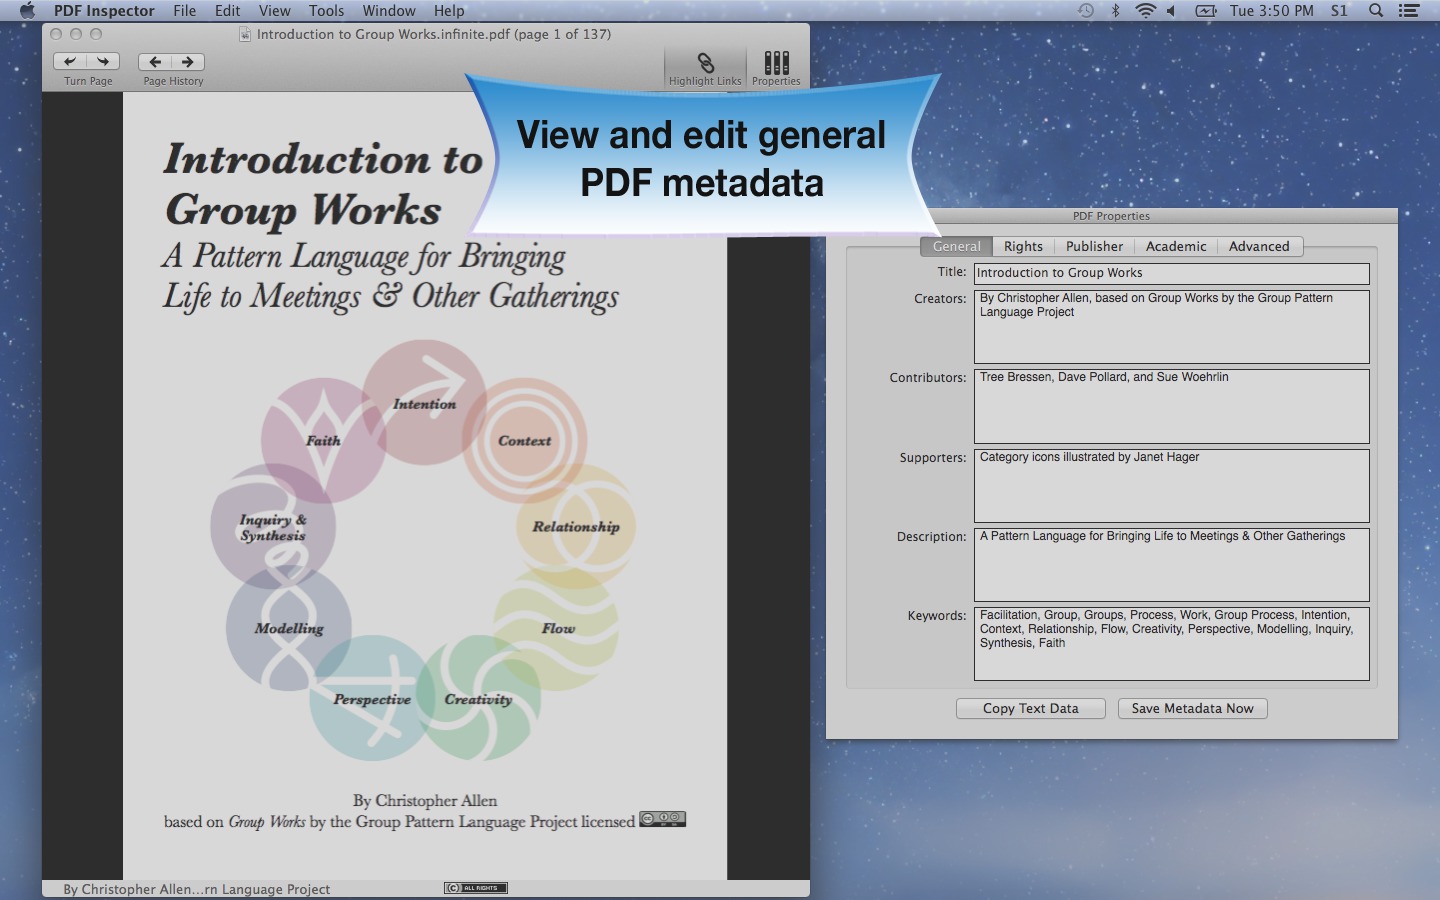 PDF Inspector File Edit View Tools Window Help
Tue 3:50 PM S1
Introduction to Group Works.infinite.pdf (page 1 of 137)
Turn Page
Page History
Highlight Links
Properties
View and edit general
PDF metadata
Introduction to
Group Works
A Pattern Language for Bringing
Life to Meetings & Other Gatherings
Intention
Faith
Context
Inquiry &
Synthesis
Relationship
Modelling
Flow
Perspective
Creativity
By Christopher Allen
based on Group Works by the Group Pattern Language Project licensed
By Christopher Allen...rn Language Project
ALL RIGHTS
PDF Properties
General Rights Publisher Academic Advanced
Title: Introduction to Group Works
Creators: By Christopher Allen, based on Group Works by the Group Pattern
Language Project
Contributors: Tree Bressen, Dave Pollard, and Sue Woehrlin
Supporters: Category icons illustrated by Janet Hager
Description: A Pattern Language for Bringing Life to Meetings & Other Gatherings
Keywords: Facilitation, Group, Groups, Process, Work, Group Process, Intention,
Context, Relationship, Flow, Creativity, Perspective, Modelling, Inquiry,
Synthesis, Faith
Copy Text Data
Save Metadata Now